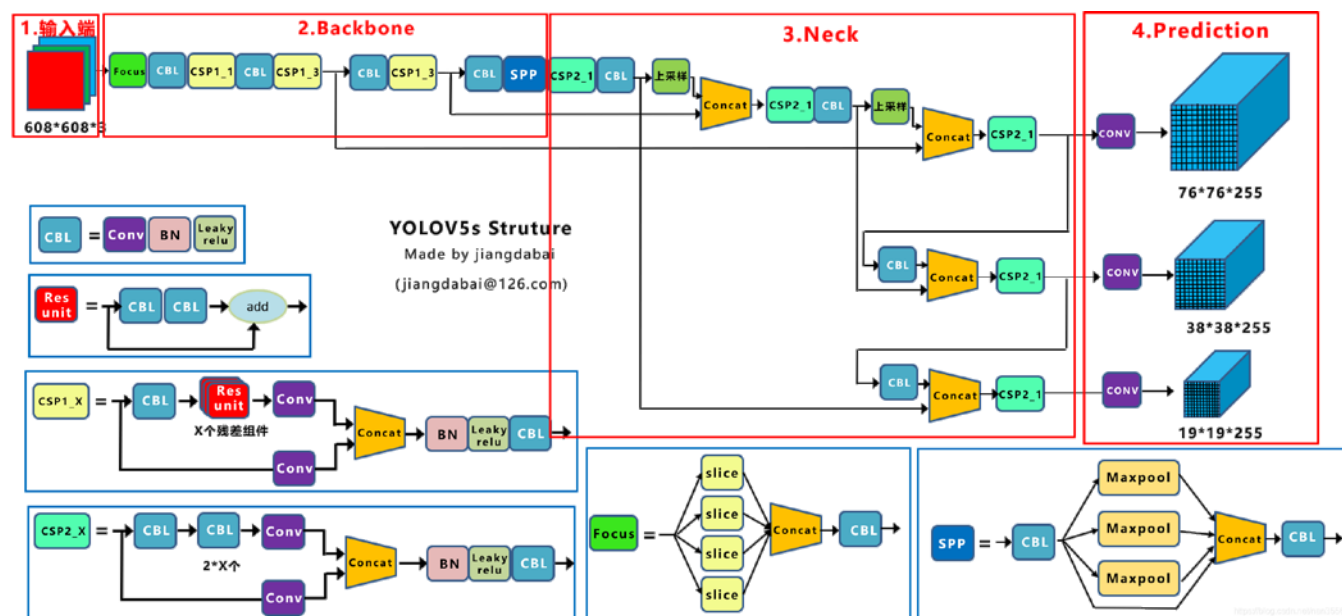 1.输入端
2.Backbone
3.Neck
4.Prediction
608*608*3
Focus CBL CSP1_1 CBL CSP1_3 CBL CSP1_3 CBL SPP CSP2_1 CBL 上采样 Concat CSP2_1 CBL 上采样 Concat CSP2_1 CONV
76*76*255
YOLOV5s Struture
Made by jiangdabai
(jiangdabai@126.com)
CBL Concat CSP2_1 CONV
38*38*255
CBL Concat CSP2_1 CONV
19*19*255
CBL = Conv BN Leaky relu
Res unit = CBL CBL add
CSP1_X = CBL Res unit Conv
X个残差组件
Conv
Concat BN Leaky relu CBL
CSP2_X = CBL CBL Conv
2*X个
Conv
Concat BN Leaky relu CBL
Focus = slice
slice
slice
slice
Concat CBL
SPP = CBL Maxpool
Maxpool
Maxpool
Concat CBL